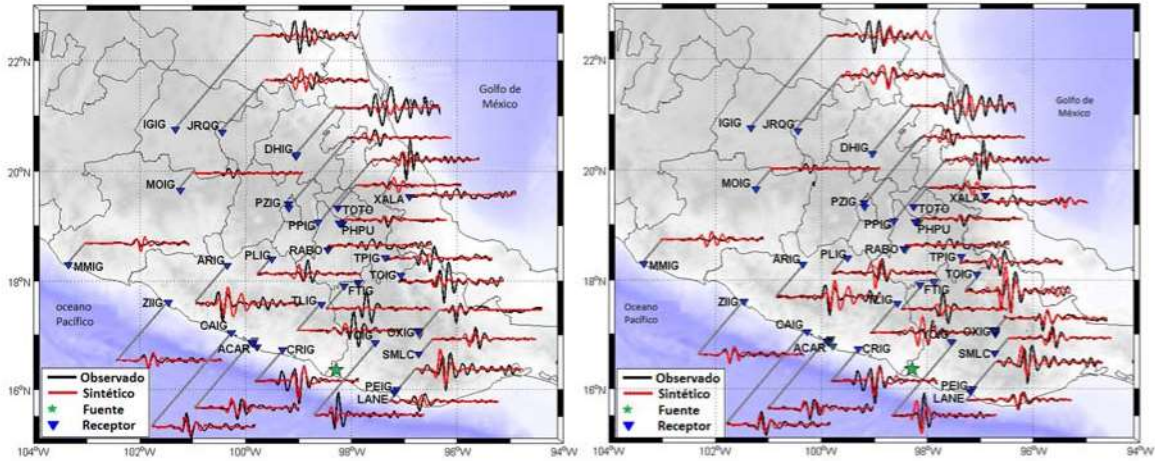 22°N
20°N
18°N
16°N
104°W
102°W
100°W
98°W
96°W
94°W
Golfo de
México
oceano
Pacífico
IGIG
JRQG
DHIG
MOIG
PZIG
TOTO
XALA
PPIG
PHPU
RABO
MMIG
ARIG
PLIG
TPIG
TOIG
FTIG
ZIIG
TLIG
CAIG
OXIG
ACAR
CRIG
SMLC
PEIG
LANE
Observado
Sintético
Fuente
Receptor
22°N
20°N
18°N
16°N
104°W
102°W
100°W
98°W
96°W
94°W
Golfo de
México
Oceano
Pacífico
IGIG
JRQG
DHIG
MOIG
PZIG
TOTO
XALA
PPIG
PHPU
RABO
MMIG
ARIG
PLIG
TPIG
TOIG
FTIG
ZIIG
CAIG
OXIG
ACAR
CRIG
SMLC
PEIG
LANE
Observado
Sintético
Fuente
Receptor